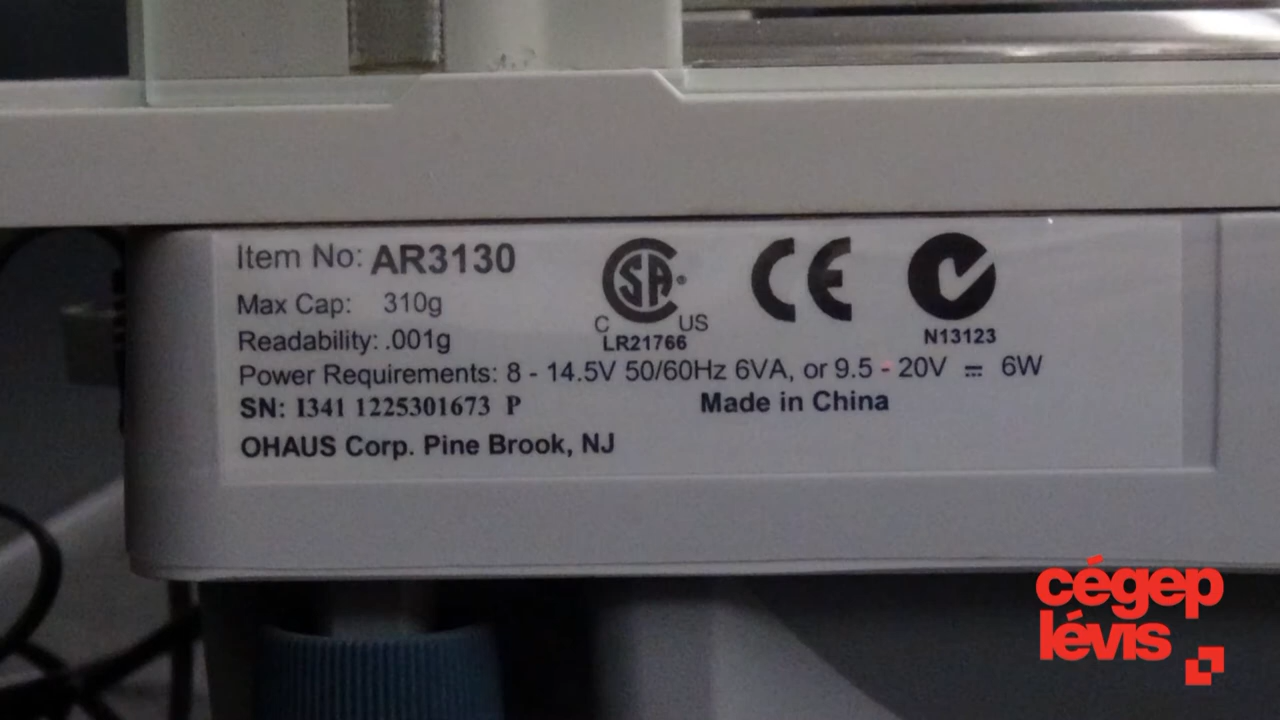 Item No: AR3130
Max Cap: 310g
Readability: .001g
C US
LR21766
N13123
Power Requirements: 8 - 14.5V 50/60Hz 6VA, or 9.5 - 20V ⎓ 6W
SN: I341 1225301673 P
Made in China
OHAUS Corp. Pine Brook, NJ
SA
CE
cégep
lévis